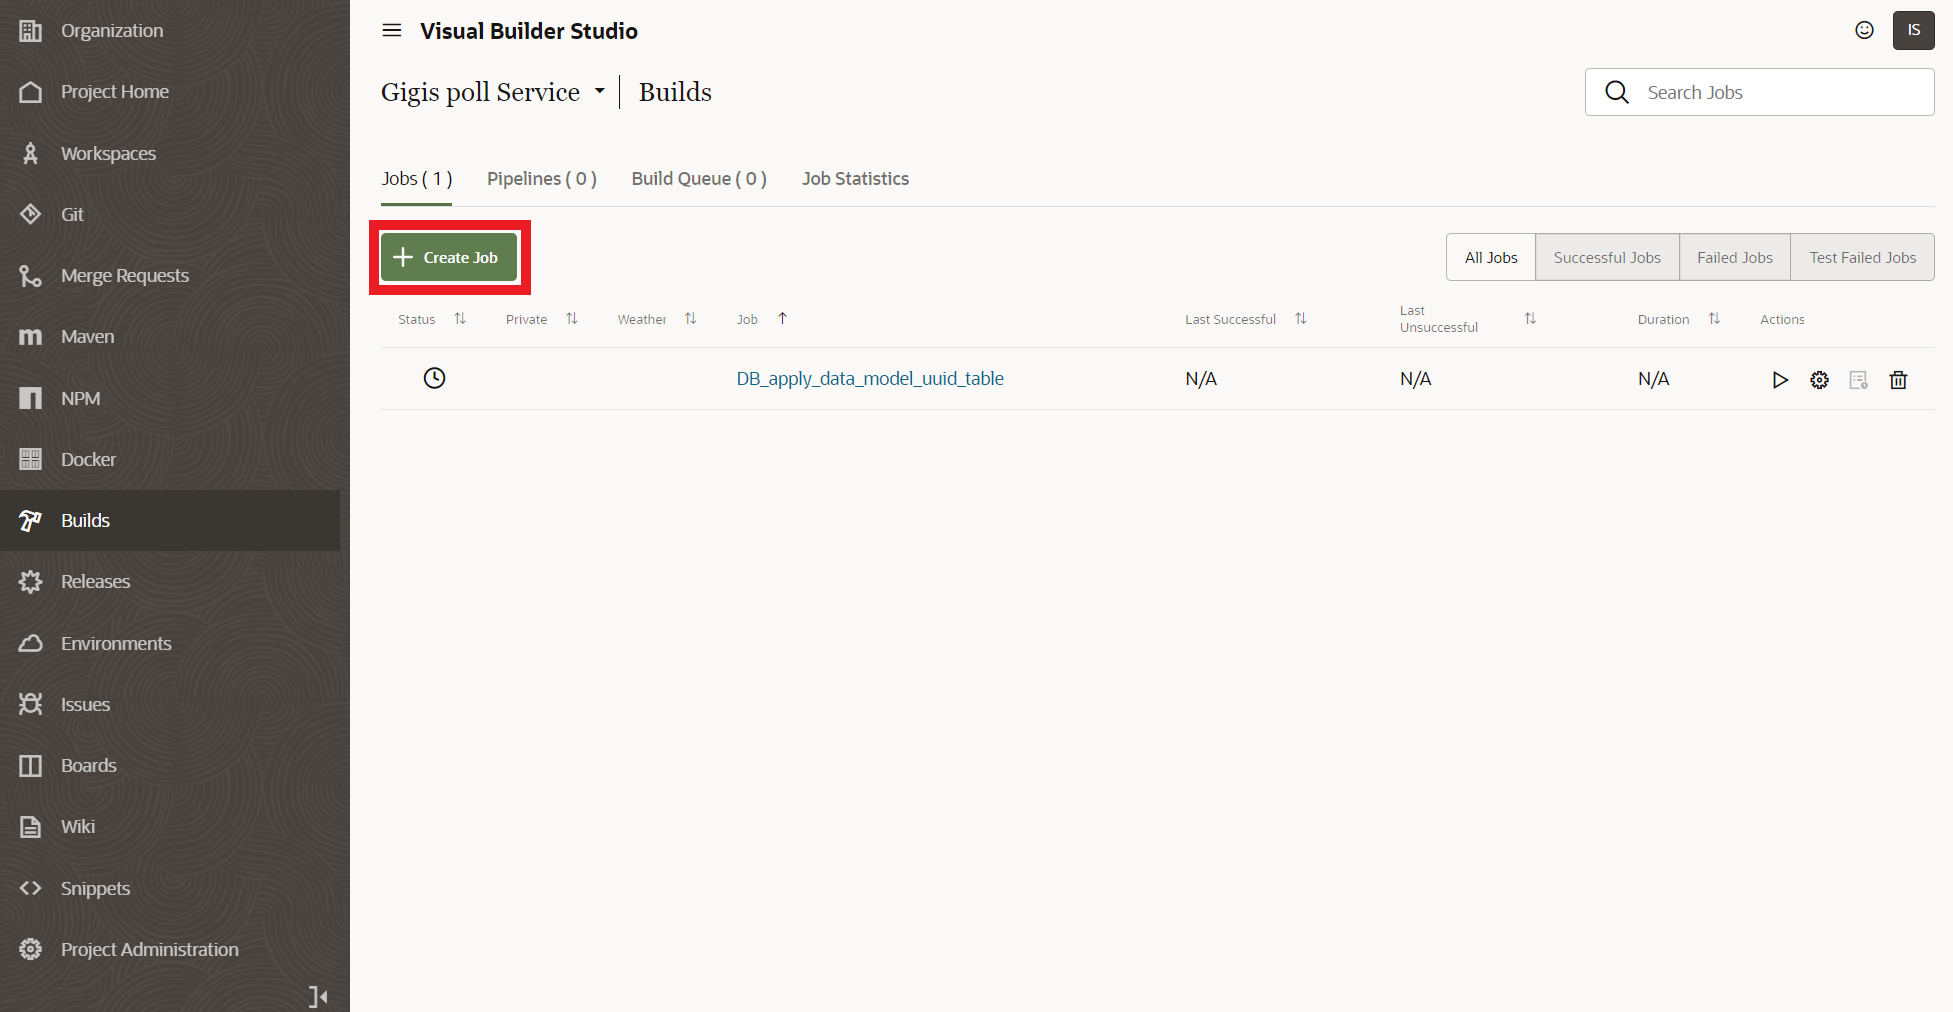 Organization
Project Home
Workspaces
Git
Merge Requests
Maven
NPM
Docker
Builds
Releases
Environments
Issues
Boards
Wiki
Snippets
Project Administration
Visual Builder Studio
IS
Gigis poll Service Builds
Search Jobs
Jobs ( 1 ) Pipelines ( 0 ) Build Queue ( 0 ) Job Statistics
Create Job
All Jobs Successful Jobs Failed Jobs Test Failed Jobs
Status Private Weather Job Last Successful Last Unsuccessful Duration Actions
DB_apply_data_model_uuid_table N/A N/A N/A